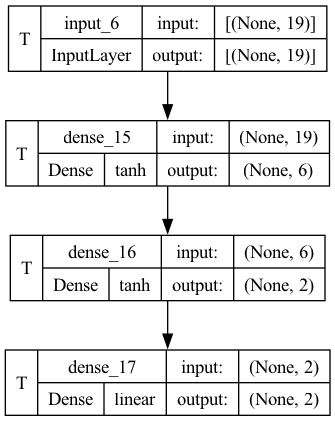 T input_6 input: [(None, 19)]
InputLayer output: [(None, 19)]
T dense_15 input: (None, 19)
Dense tanh output: (None, 6)
T dense_16 input: (None, 6)
Dense tanh output: (None, 2)
T dense_17 input: (None, 2)
Dense linear output: (None, 2)